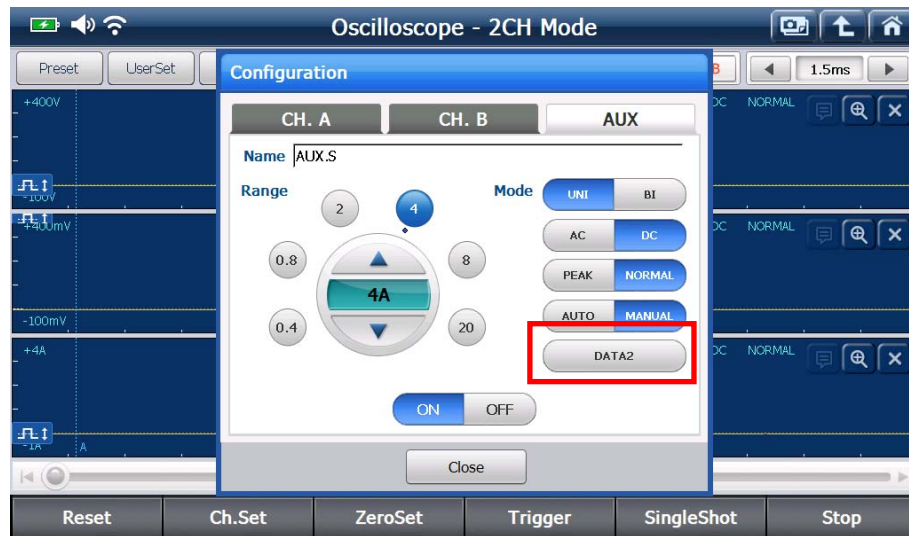 Oscilloscope - 2CH Mode
Preset
UserSet
B
1.5ms
Configuration
CH. A
CH. B
AUX
Name AUX.S
Range
Mode
UNI
BI
AC
DC
PEAK
NORMAL
AUTO
MANUAL
DATA2
0.4
0.8
2
4
8
20
4A
ON
OFF
Close
+400V
-100V
DC NORMAL
+400mV
-100mV
DC NORMAL
+4A
-1A A
DC NORMAL
Reset
Ch.Set
ZeroSet
Trigger
SingleShot
Stop